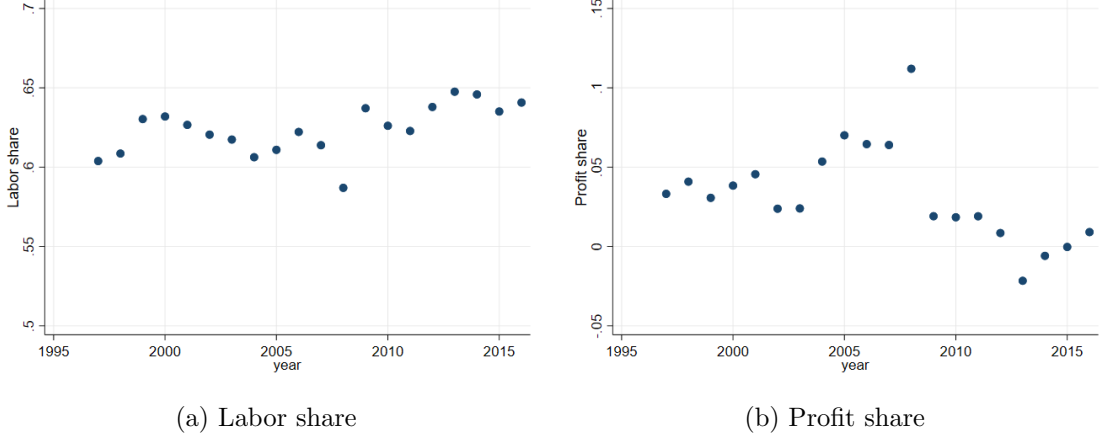 .7
.65
.6
.55
.5
Labor share
1995 2000 2005 2010 2015
year
(a) Labor share
.15
.1
.05
0
-.05
Profit share
1995 2000 2005 2010 2015
year
(b) Profit share